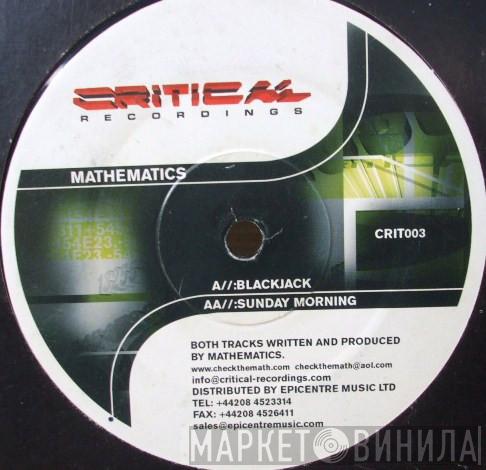 CRITICAL
RECORDINGS
MATHEMATICS
CRIT003
A//:BLACKJACK
AA//:SUNDAY MORNING
BOTH TRACKS WRITTEN AND PRODUCED
BY MATHEMATICS.
www.checkthemath.com checkthemath@aol.com
info@critical-recordings.com
DISTRIBUTED BY EPICENTRE MUSIC LTD
TEL: +44208 4523314
FAX: +44208 4526411
sales@epicentremusic.com
МАРКЕТ ВИНИЛА